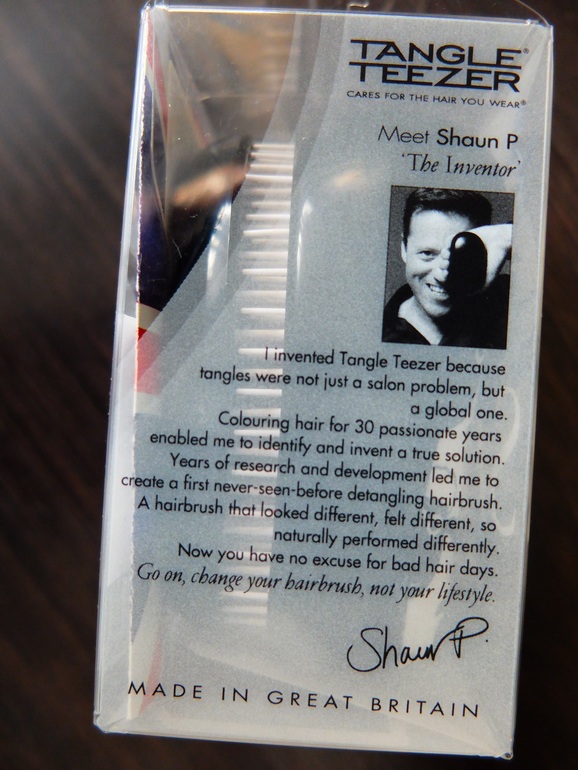 TANGLE
TEEZER®
CARES FOR THE HAIR YOU WEAR®
Meet Shaun P
'The Inventor'
I invented Tangle Teezer because
tangles were not just a salon problem, but
a global one.
Colouring hair for 30 passionate years
enabled me to identify and invent a true solution.
Years of research and development led me to
create a first never-seen-before detangling hairbrush.
A hairbrush that looked different, felt different, so
naturally performed differently.
Now you have no excuse for bad hair days.
Go on, change your hairbrush, not your lifestyle.
Shaun P.
MADE IN GREAT BRITAIN